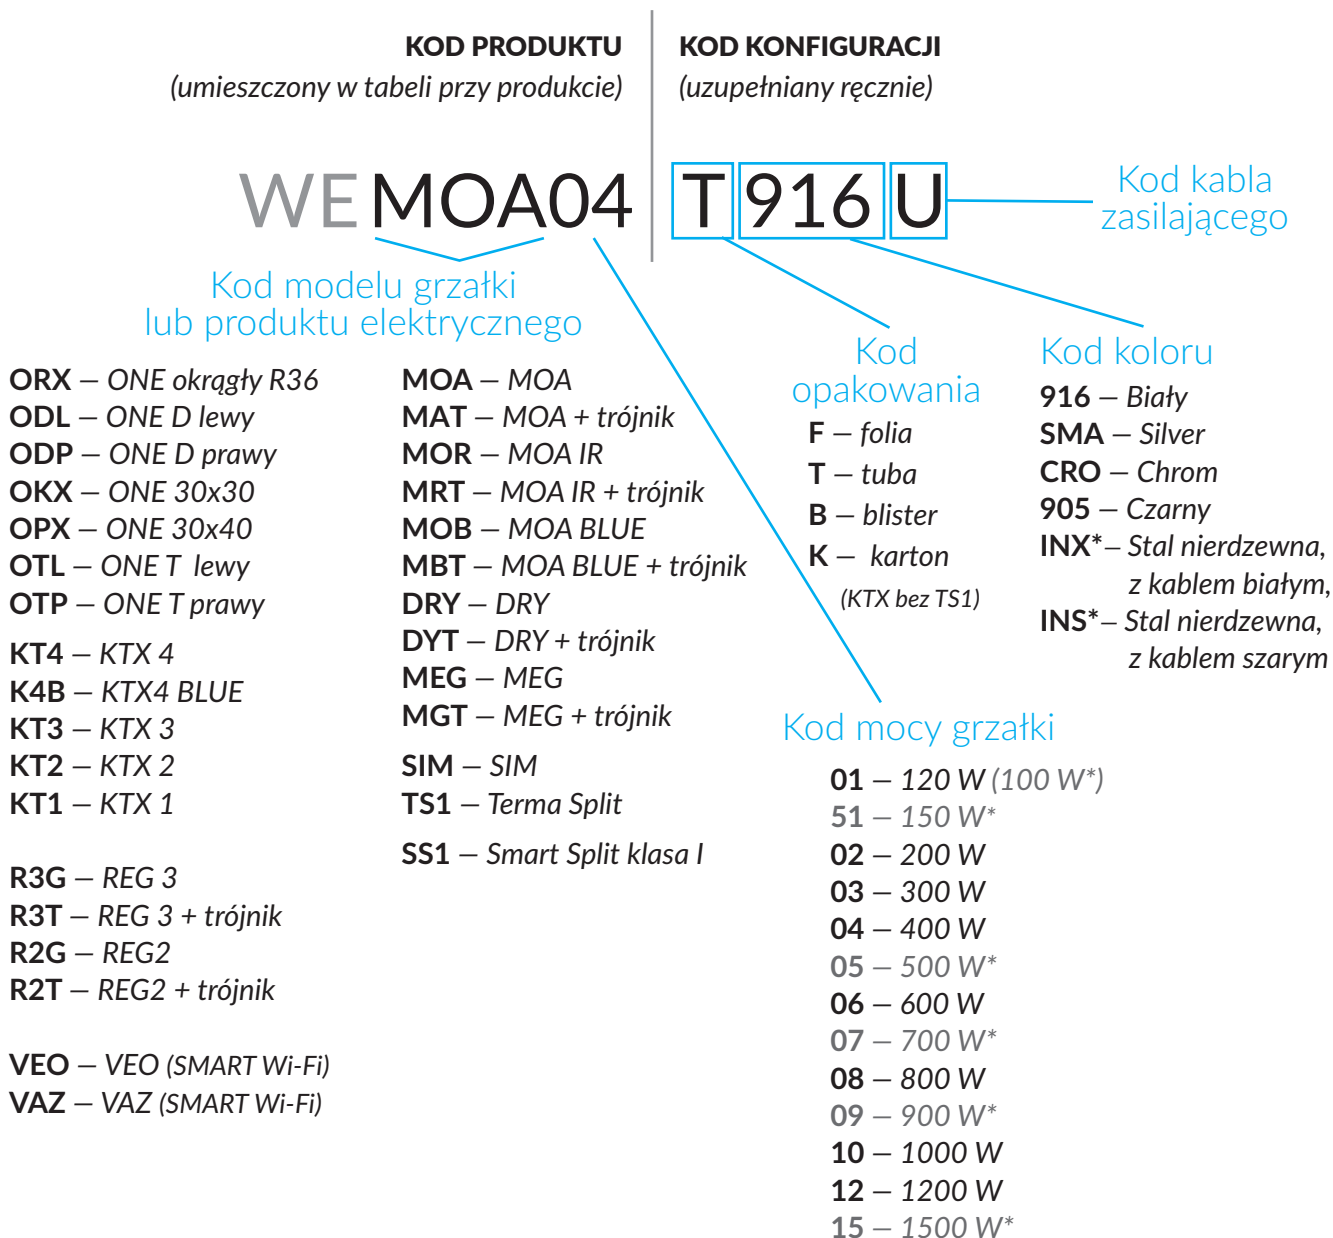 KOD PRODUKTU
(umieszczony w tabeli przy produkcie)
KOD KONFIGURACJI
(uzupełniany ręcznie)
WEMOA04 T 916 U
Kod kabla
zasilającego
Kod modelu grzałki
lub produktu elektrycznego
ORX – ONE okrągły R36
ODL – ONE D lewy
ODP – ONE D prawy
OKX – ONE 30x30
OPX – ONE 30x40
OTL – ONE T lewy
OTP – ONE T prawy
KT4 – KTX 4
K4B – KTX4 BLUE
KT3 – KTX 3
KT2 – KTX 2
KT1 – KTX 1
R3G – REG 3
R3T – REG 3 + trójnik
R2G – REG2
R2T – REG2 + trójnik
VEO – VEO (SMART Wi-Fi)
VAZ – VAZ (SMART Wi-Fi)
MOA – MOA
MAT – MOA + trójnik
MOR – MOA IR
MRT – MOA IR + trójnik
MOB – MOA BLUE
MBT – MOA BLUE + trójnik
DRY – DRY
DYT – DRY + trójnik
MEG – MEG
MGT – MEG + trójnik
SIM – SIM
TS1 – Terma Split
SS1 – Smart Split klasa I
Kod
opakowania
F – folia
T – tuba
B – blister
K – karton
(KTX bez TS1)
Kod koloru
916 – Biały
SMA – Silver
CRO – Chrom
905 – Czarny
INX*– Stal nierdzewna,
z kablem białym,
INS*– Stal nierdzewna,
z kablem szarym
Kod mocy grzałki
01 – 120 W (100 W*)
51 – 150 W*
02 – 200 W
03 – 300 W
04 – 400 W
05 – 500 W*
06 – 600 W
07 – 700 W*
08 – 800 W
09 – 900 W*
10 – 1000 W
12 – 1200 W
15 – 1500 W*